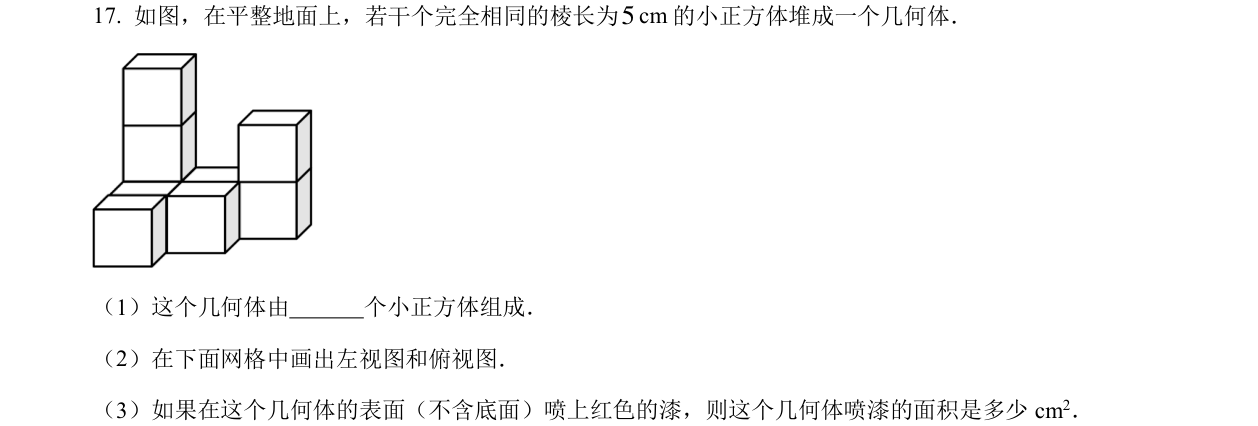 17. 如图，在平整地面上，若干个完全相同的棱长为5cm 的小正方体堆成一个几何体．
（1）这个几何体由______个小正方体组成．
（2）在下面网格中画出左视图和俯视图．
（3）如果在这个几何体的表面（不含底面）喷上红色的漆，则这个几何体喷漆的面积是多少 cm²．